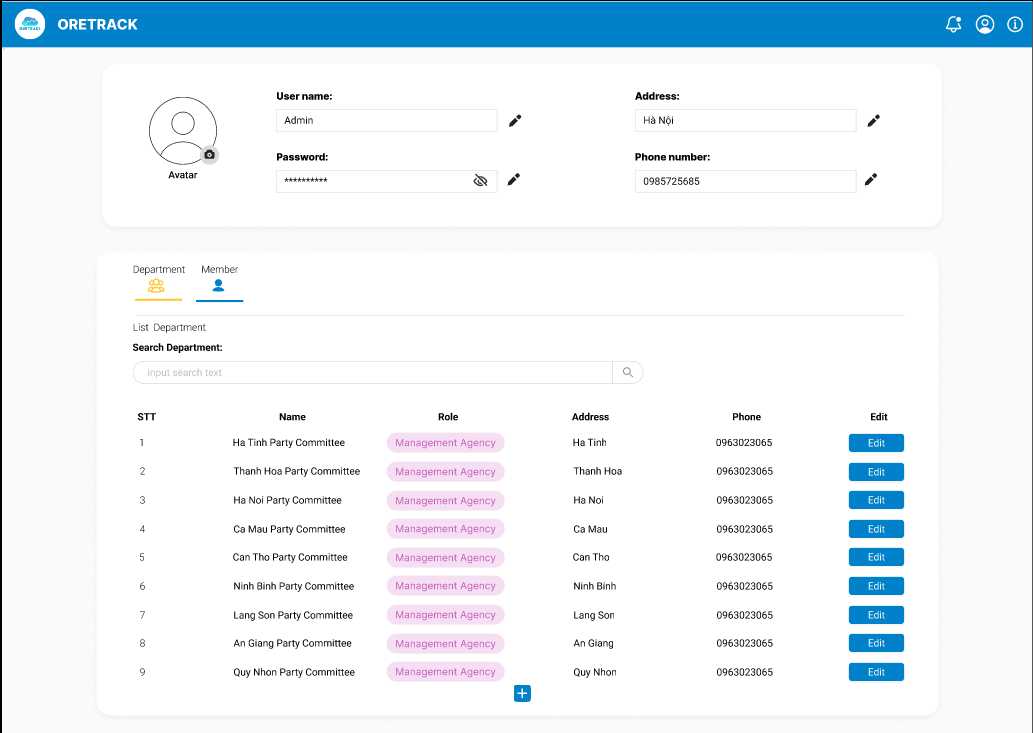 ORETRACK
ORETRACK
User name:
Address:
Admin
Hà Nội
Password:
Phone number:
**********
0985725685
Avatar
Department Member
List Department
Search Department:
input search text
STT Name Role Address Phone Edit
1 Ha Tinh Party Committee Management Agency Ha Tinh 0963023065 Edit
2 Thanh Hoa Party Committee Management Agency Thanh Hoa 0963023065 Edit
3 Ha Noi Party Committee Management Agency Ha Noi 0963023065 Edit
4 Ca Mau Party Committee Management Agency Ca Mau 0963023065 Edit
5 Can Tho Party Committee Management Agency Can Tho 0963023065 Edit
6 Ninh Binh Party Committee Management Agency Ninh Binh 0963023065 Edit
7 Lang Son Party Committee Management Agency Lang Son 0963023065 Edit
8 An Giang Party Committee Management Agency An Giang 0963023065 Edit
9 Quy Nhon Party Committee Management Agency Quy Nhon 0963023065 Edit